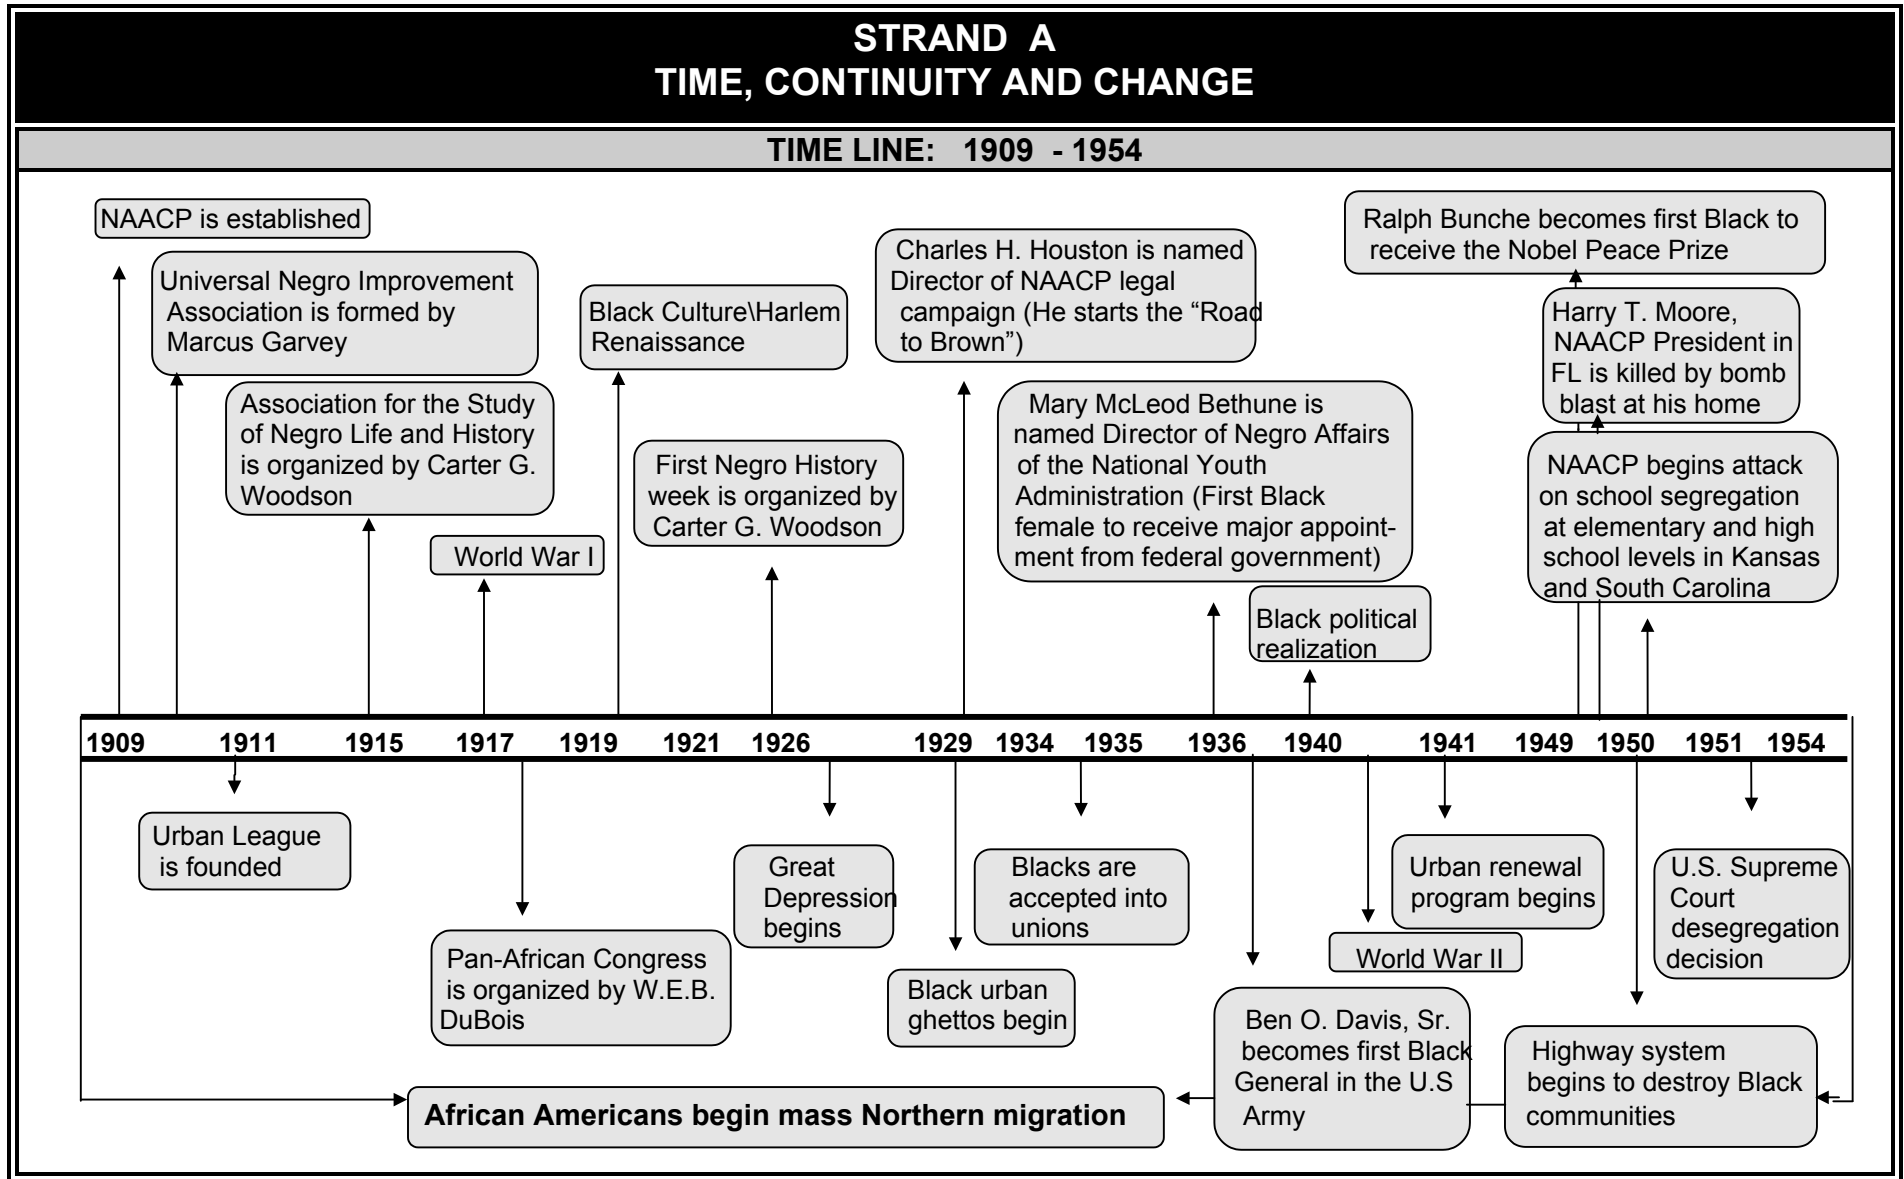 STRAND A
TIME, CONTINUITY AND CHANGE
TIME LINE: 1909 - 1954
NAACP is established
Universal Negro Improvement
Association is formed by
Marcus Garvey
Association for the Study
of Negro Life and History
is organized by Carter G.
Woodson
World War I
Black Culture\Harlem
Renaissance
First Negro History
week is organized by
Carter G. Woodson
Charles H. Houston is named
Director of NAACP legal
campaign (He starts the “Road
to Brown”)
Mary McLeod Bethune is
named Director of Negro Affairs
of the National Youth
Administration (First Black
female to receive major appoint-
ment from federal government)
Black political
realization
Ralph Bunche becomes first Black to
receive the Nobel Peace Prize
Harry T. Moore,
NAACP President in
FL is killed by bomb
blast at his home
NAACP begins attack
on school segregation
at elementary and high
school levels in Kansas
and South Carolina
1909 1911 1915 1917 1919 1921 1926 1929 1934 1935 1936 1940 1941 1949 1950 1951 1954
Urban League
is founded
Pan-African Congress
is organized by W.E.B.
DuBois
Great
Depression
begins
Black urban
ghettos begin
Blacks are
accepted into
unions
Ben O. Davis, Sr.
becomes first Black
General in the U.S
Army
World War II
Urban renewal
program begins
Highway system
begins to destroy Black
communities
U.S. Supreme
Court
desegregation
decision
African Americans begin mass Northern migration